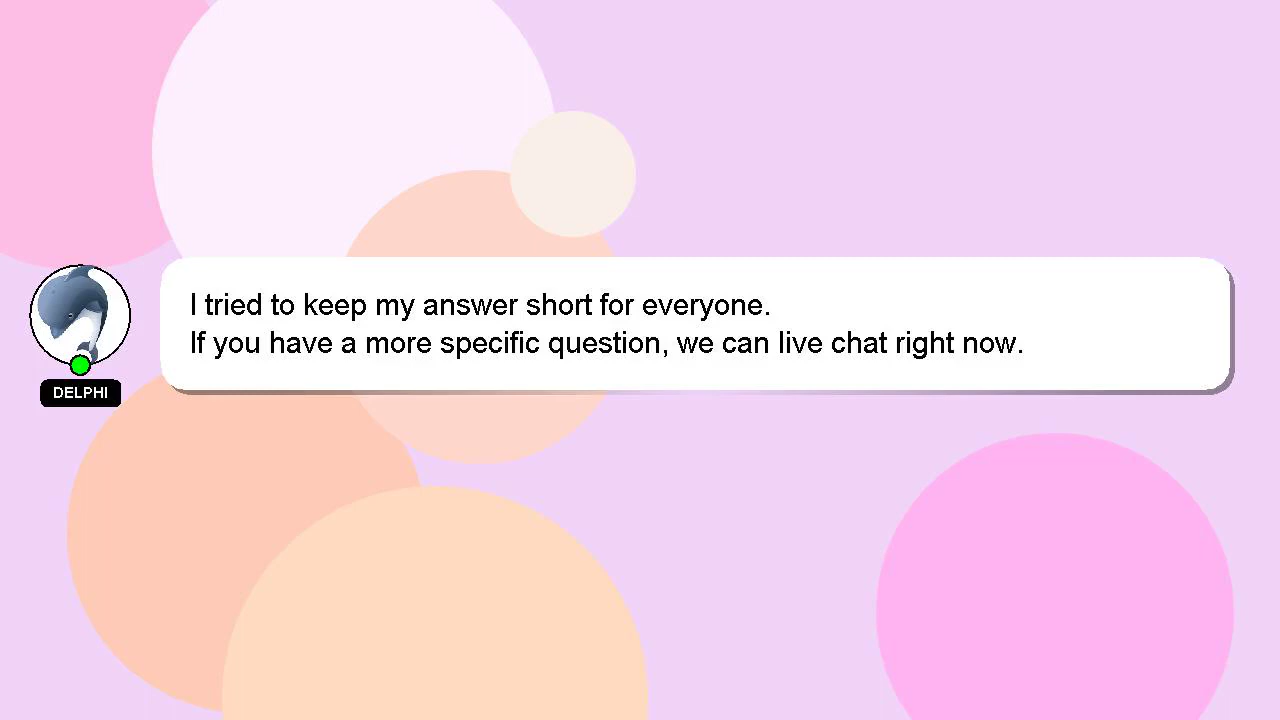 I tried to keep my answer short for everyone.
If you have a more specific question, we can live chat right now.
DELPHI